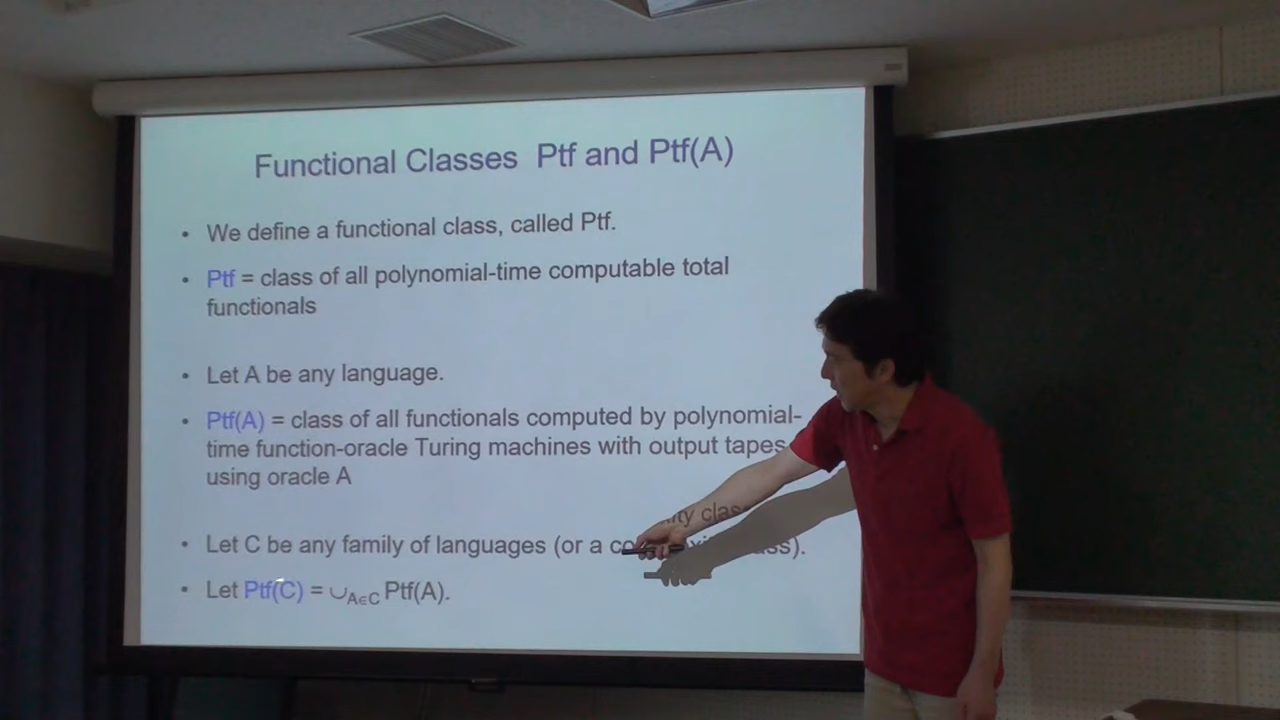 Functional Classes Ptf and Ptf(A)
• We define a functional class, called Ptf.
• Ptf = class of all polynomial-time computable total
functionals
• Let A be any language.
• Ptf(A) = class of all functionals computed by polynomial-
time function-oracle Turing machines with output tapes
using oracle A
• Let C be any family of languages (or a
• Let Ptf(C) = ∪A∈C Ptf(A).